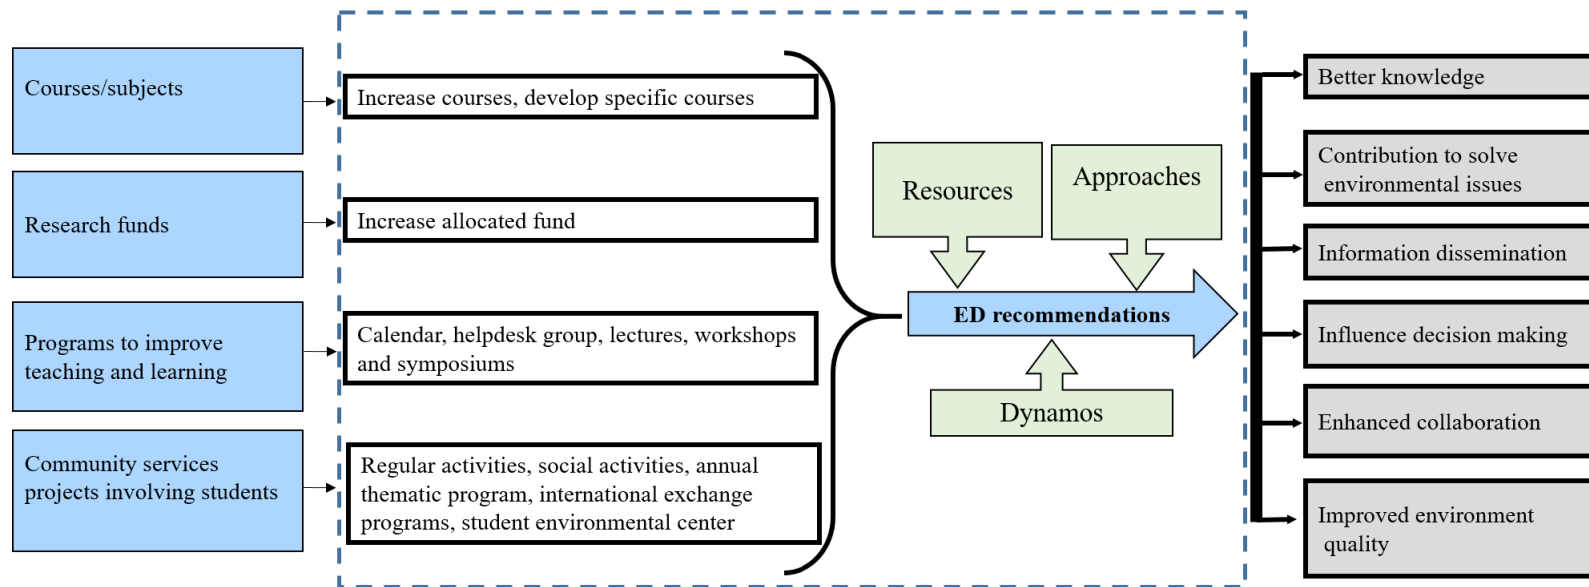 Courses/subjects
Increase courses, develop specific courses
Research funds
Increase allocated fund
Programs to improve
teaching and learning
Calendar, helpdesk group, lectures, workshops
and symposiums
Community services
projects involving students
Regular activities, social activities, annual
thematic program, international exchange
programs, student environmental center
Resources
Approaches
ED recommendations
Dynamos
Better knowledge
Contribution to solve
environmental issues
Information dissemination
Influence decision making
Enhanced collaboration
Improved environment
quality